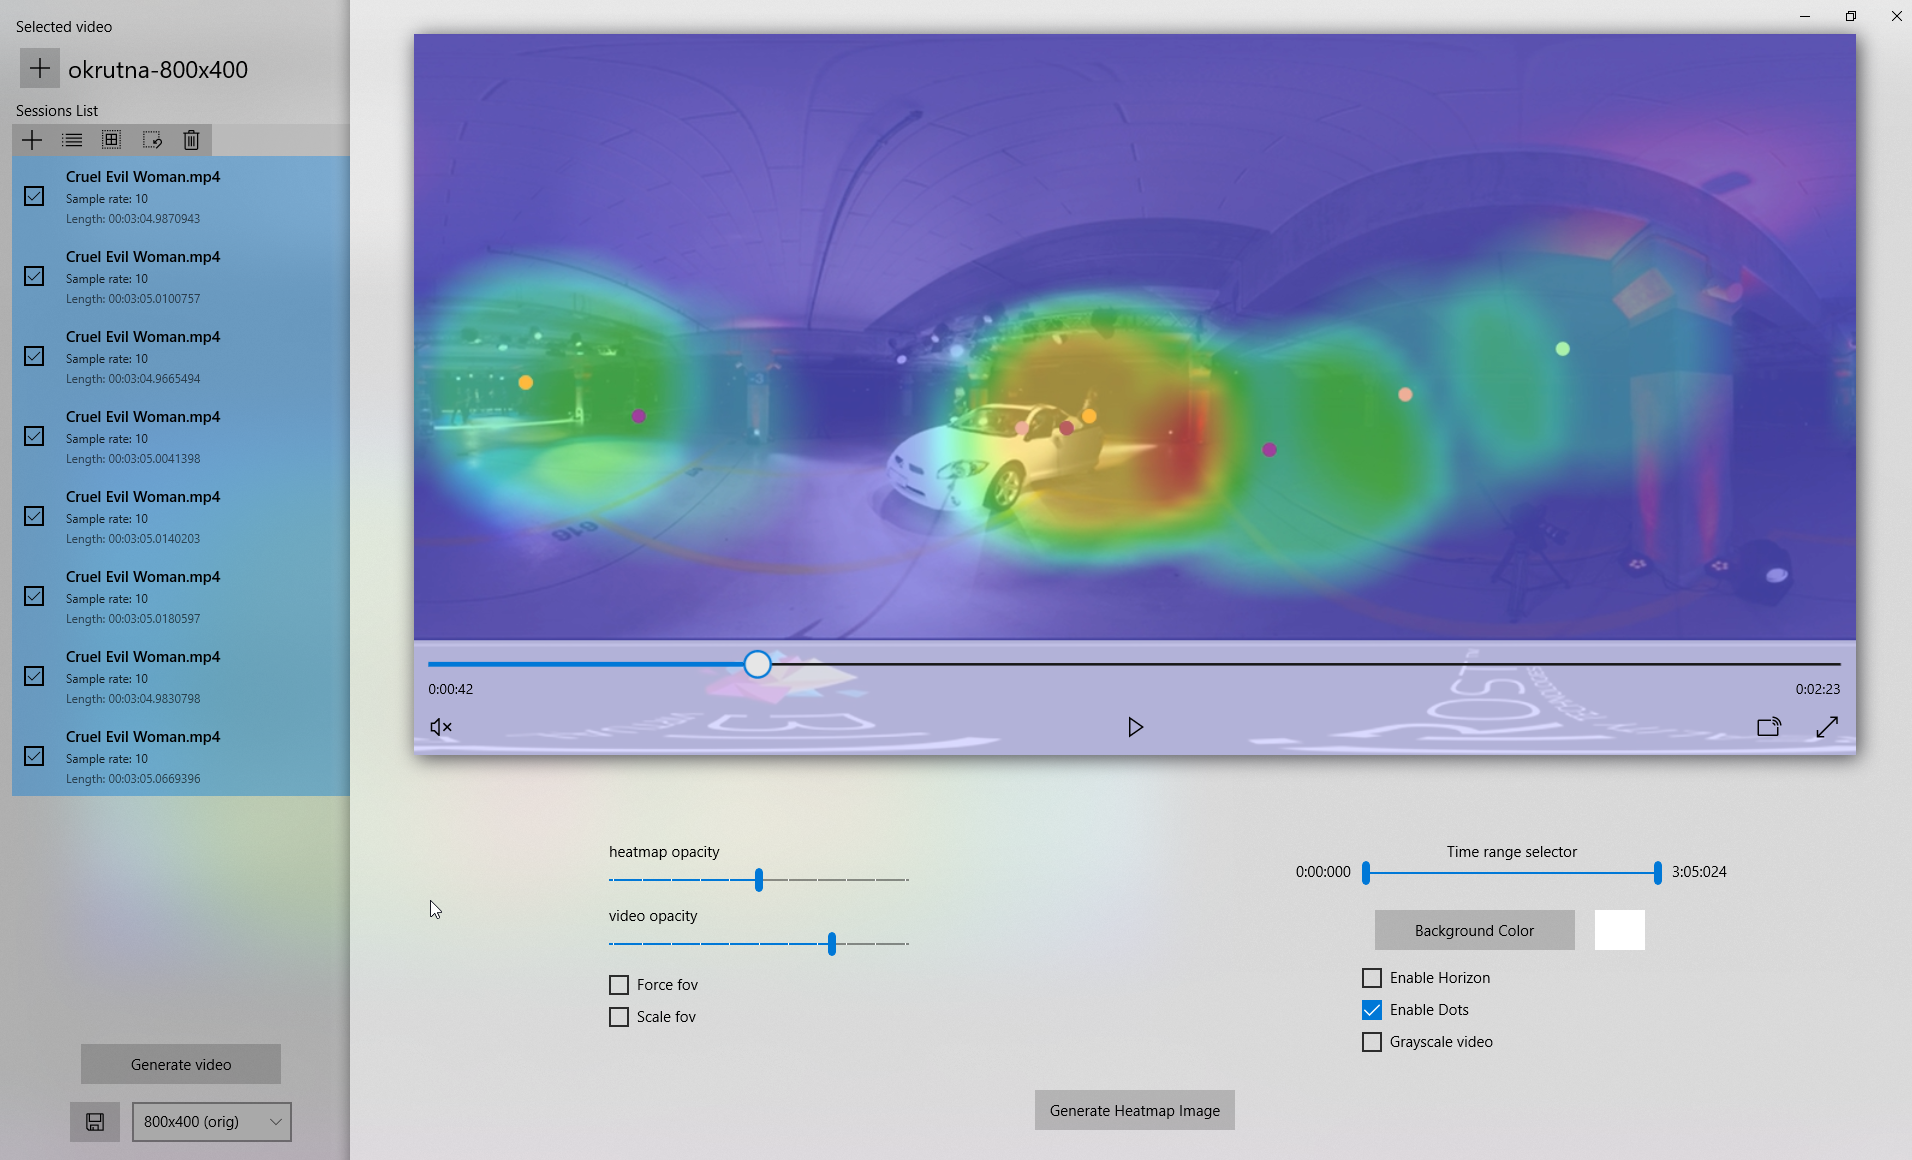 Selected video
okrutna-800x400
Sessions List
Cruel Evil Woman.mp4
Sample rate: 10
Length: 00:03:04.9870943
Cruel Evil Woman.mp4
Sample rate: 10
Length: 00:03:05.0100757
Cruel Evil Woman.mp4
Sample rate: 10
Length: 00:03:04.9665494
Cruel Evil Woman.mp4
Sample rate: 10
Length: 00:03:05.0041398
Cruel Evil Woman.mp4
Sample rate: 10
Length: 00:03:05.0140203
Cruel Evil Woman.mp4
Sample rate: 10
Length: 00:03:05.0180597
Cruel Evil Woman.mp4
Sample rate: 10
Length: 00:03:04.9830798
Cruel Evil Woman.mp4
Sample rate: 10
Length: 00:03:05.0669396
Generate video
800x400 (orig)
0:00:42
0:02:23
heatmap opacity
video opacity
Force fov
Scale fov
Time range selector
0:00:000
3:05:024
Background Color
Enable Horizon
Enable Dots
Grayscale video
Generate Heatmap Image